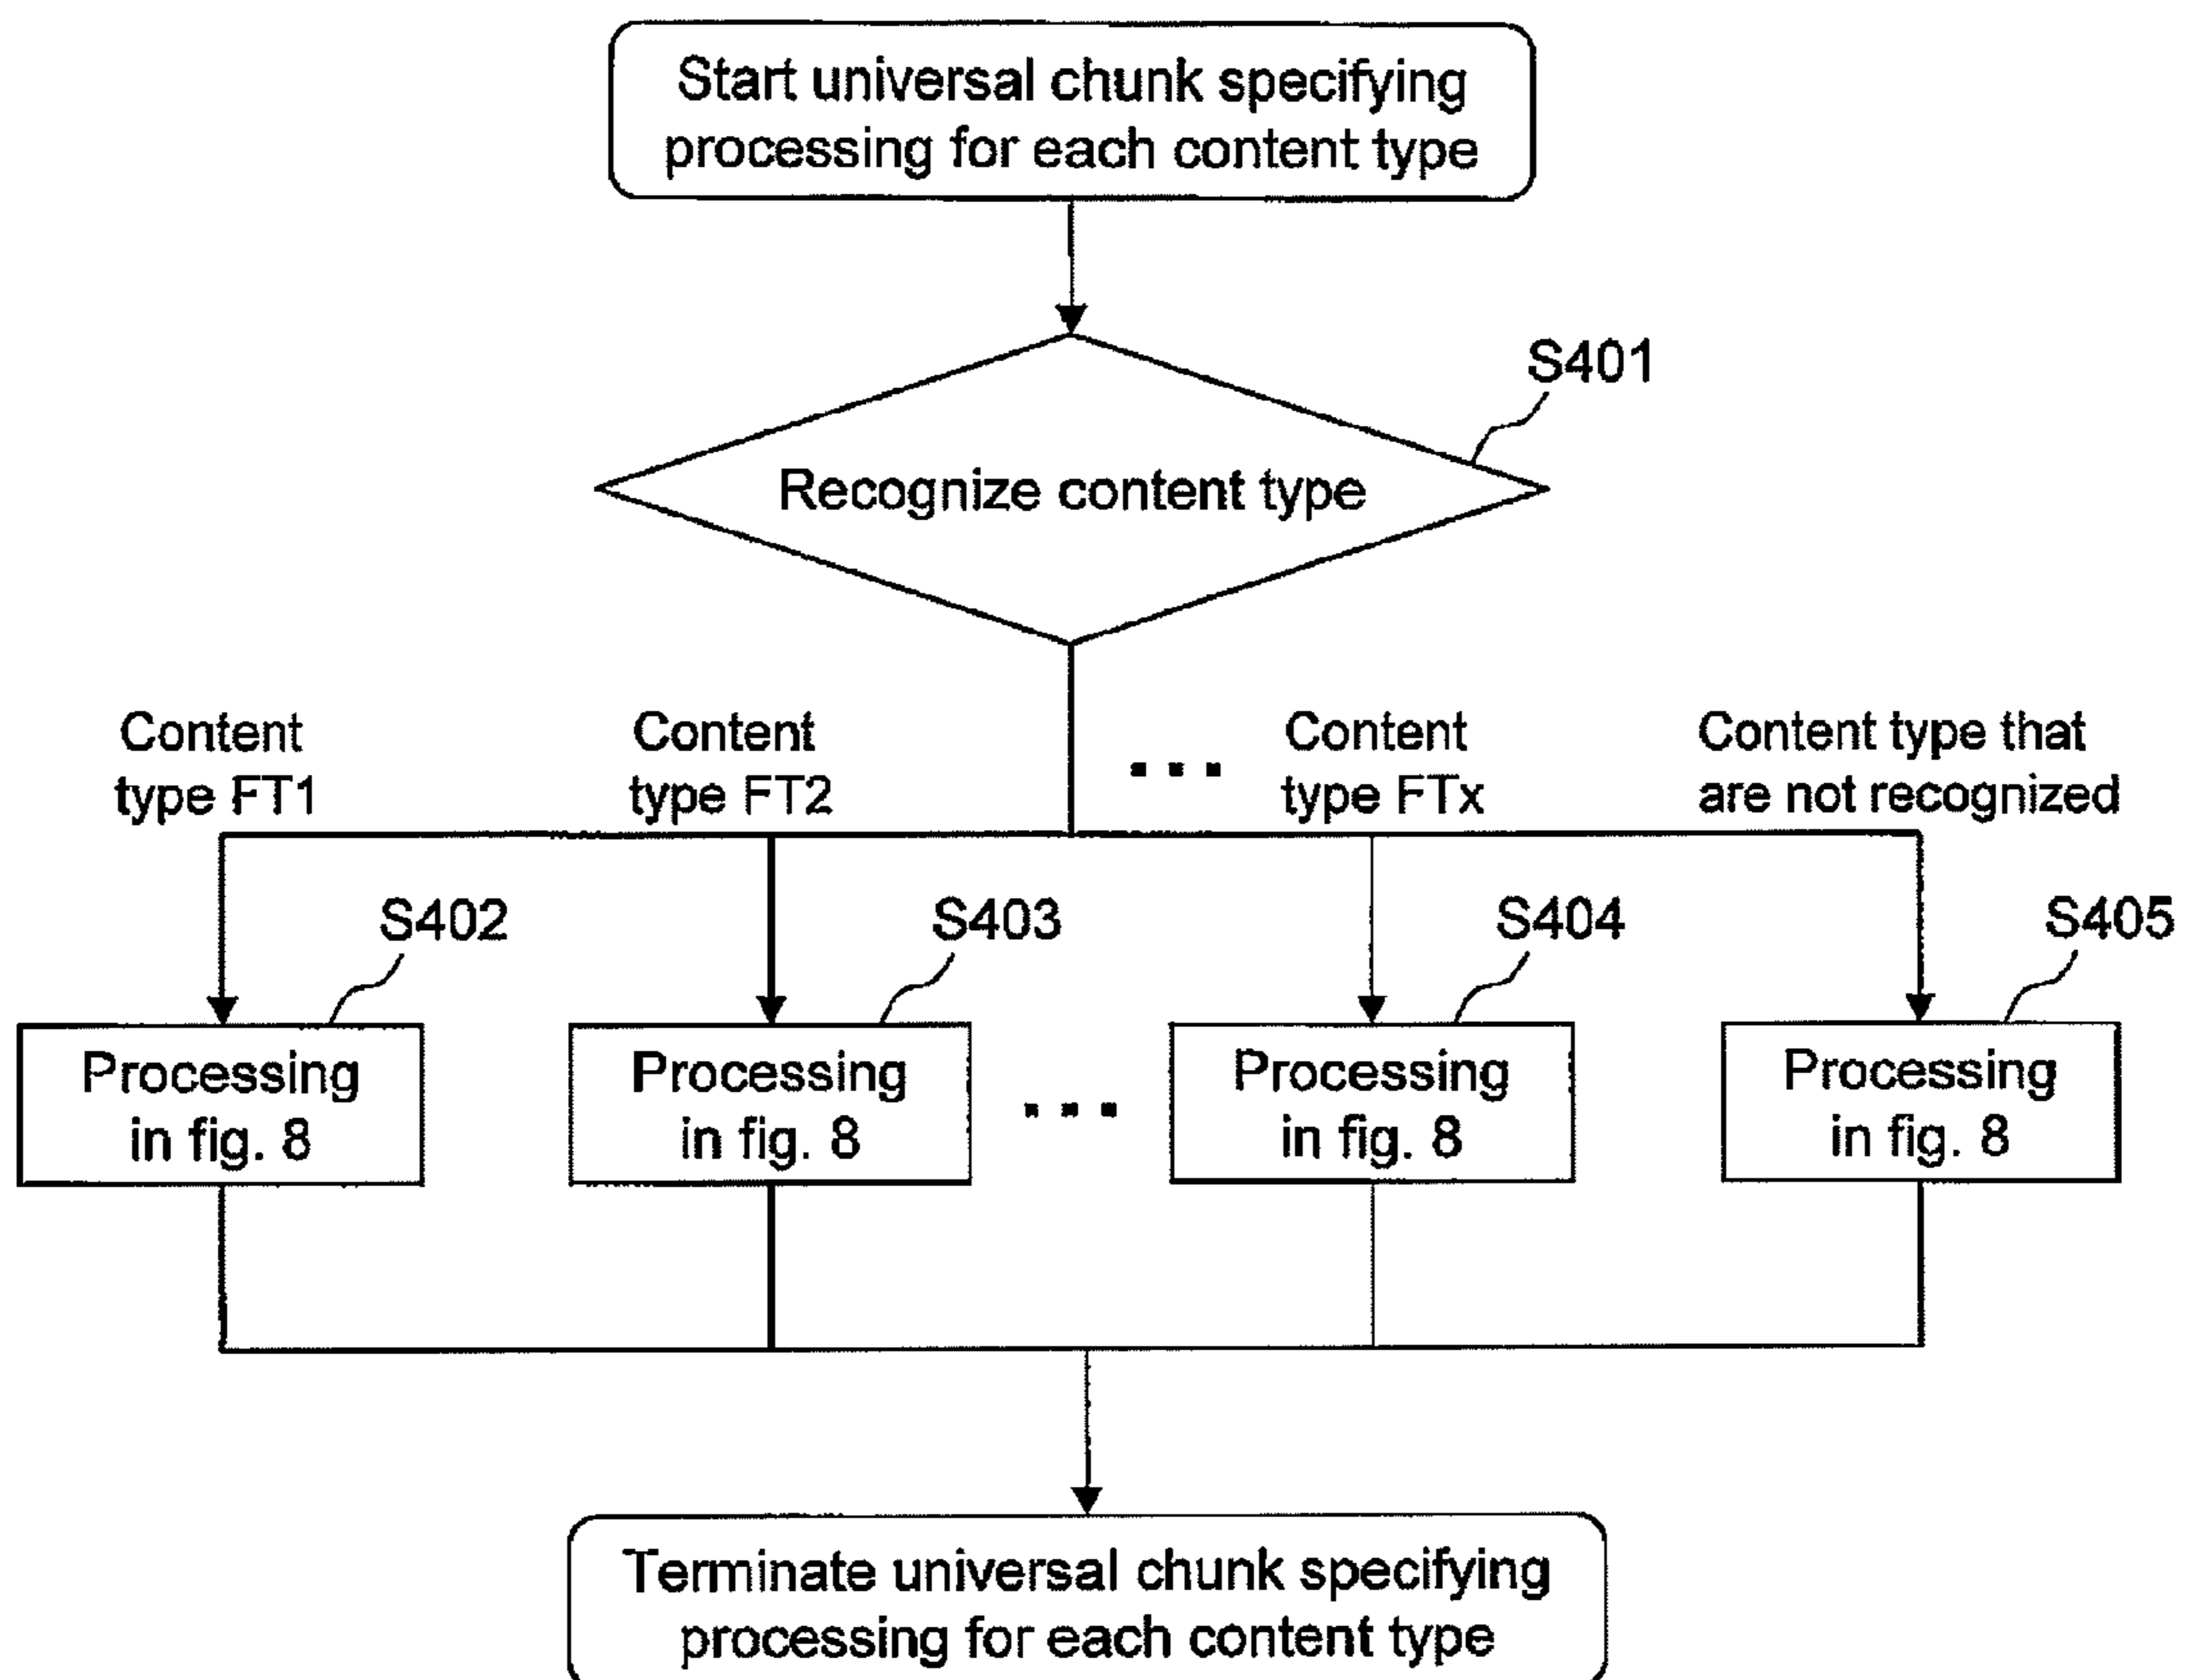 Start universal chunk specifying
processing for each content type
S401
Recognize content type
Content
type FT1
Content
type FT2
...
Content
type FTx
Content type that
are not recognized
S402
S403
S404
S405
Processing
in fig. 8
Processing
in fig. 8
...
Processing
in fig. 8
Processing
in fig. 8
Terminate universal chunk specifying
processing for each content type